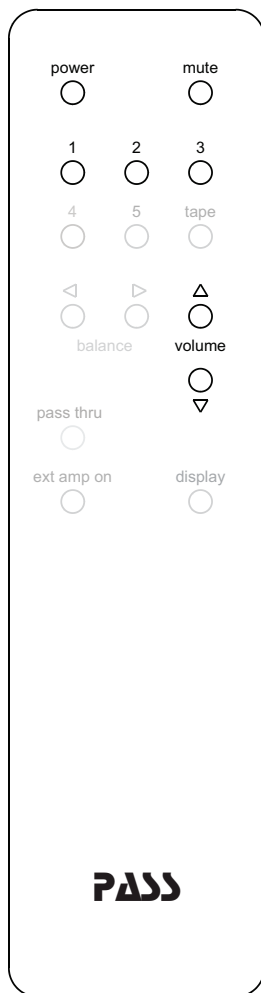 power mute
1 2 3
4 5 tape
balance volume
pass thru
ext amp on display
PASS